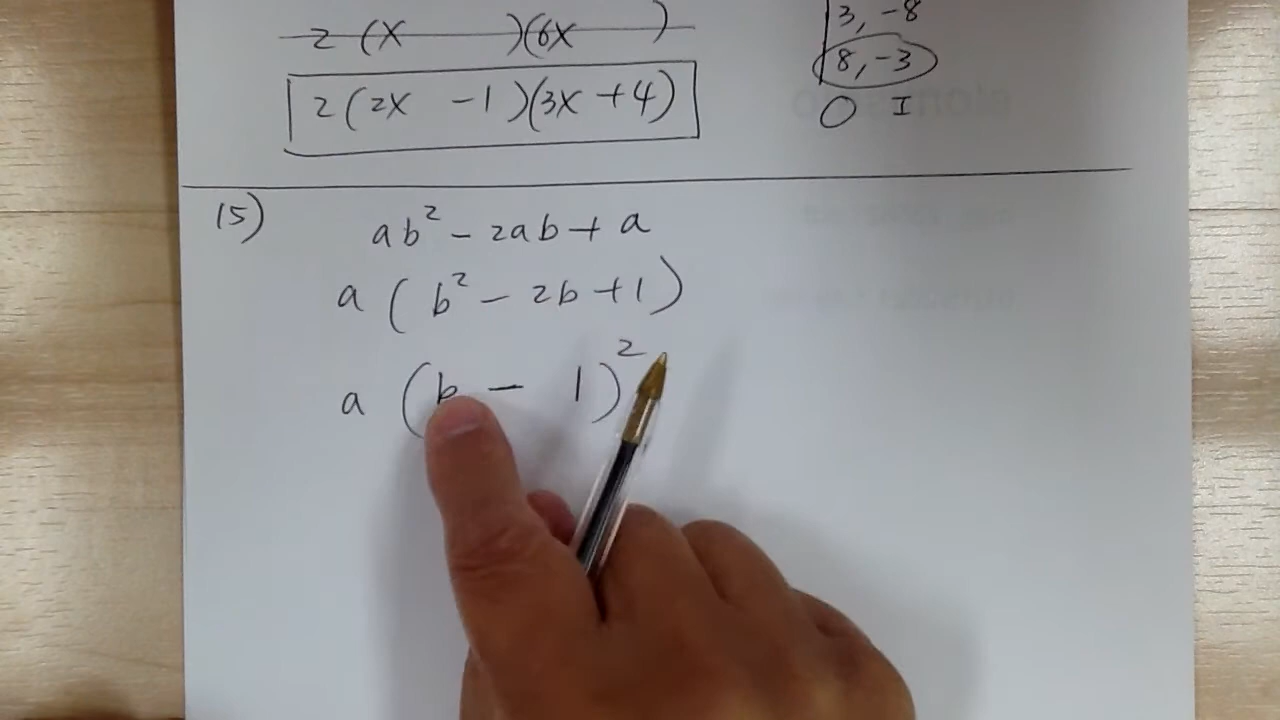 2 (x )(6x )
3, -8
8, -3
2(2x -1)(3x+4)
O I
15)
ab² - 2ab + a
a (b² - 2b + 1)
a (b - 1)²